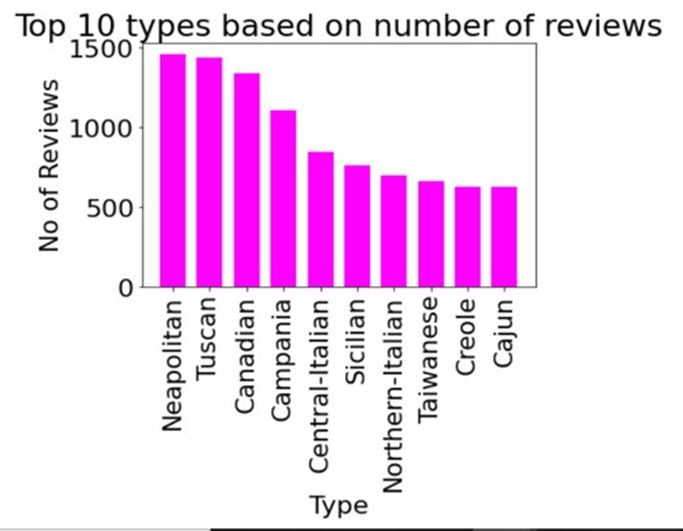 Top 10 types based on number of reviews
No of Reviews
1500
1000
500
0
Neapolitan
Tuscan
Canadian
Campania
Central-Italian
Sicilian
Northern-Italian
Taiwanese
Creole
Cajun
Type